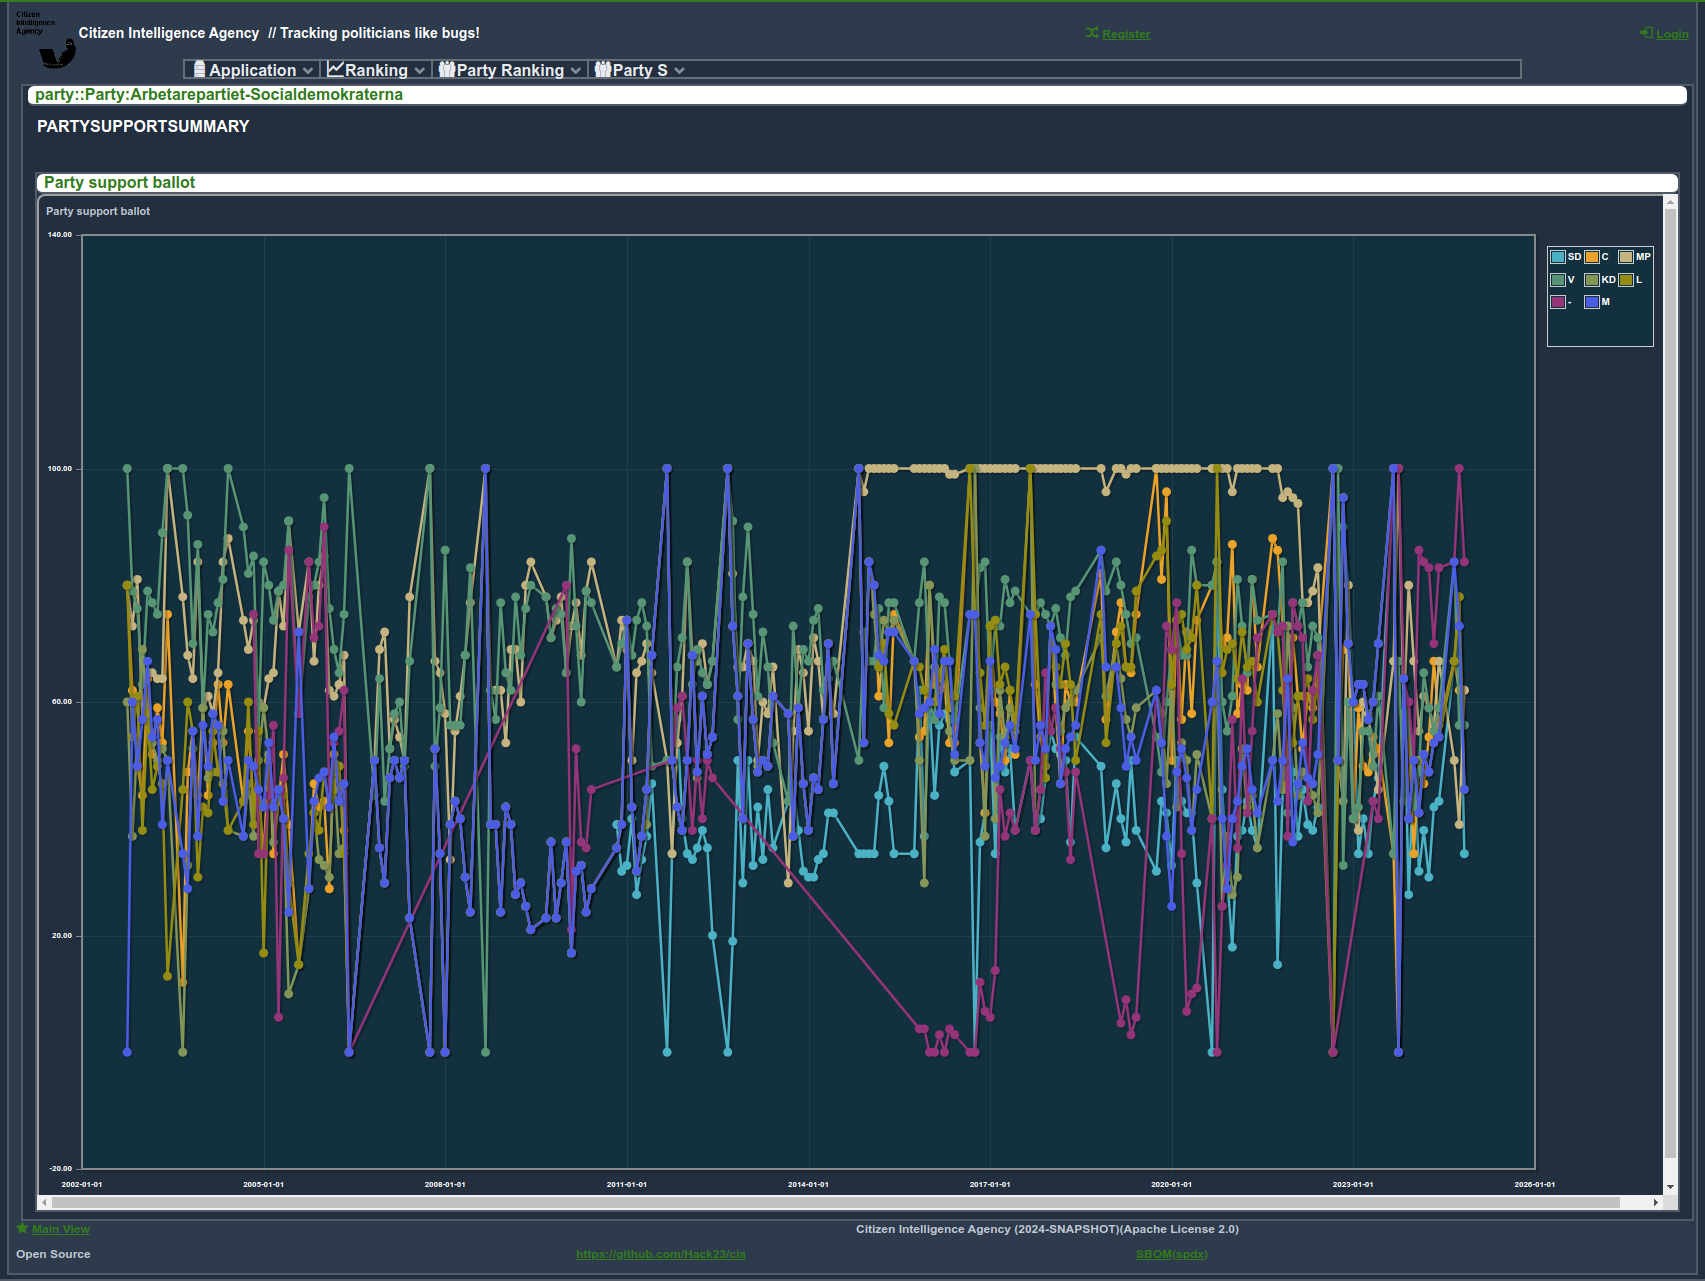 Citizen
Intelligence
Agency
Citizen Intelligence Agency // Tracking politicians like bugs!
Register
Login
Application
Ranking
Party Ranking
Party S
party::Party:Arbetarepartiet-Socialdemokraterna
PARTYSUPPORTSUMMARY
Party support ballot
Party support ballot
140.00
100.00
60.00
20.00
-20.00
SD C MP
V KD L
- M
2002-01-01 2005-01-01 2008-01-01 2011-01-01 2014-01-01 2017-01-01 2020-01-01 2023-01-01 2026-01-01
Main View
Citizen Intelligence Agency (2024-SNAPSHOT)(Apache License 2.0)
Open Source
https://github.com/Hack23/cia
SBOM(spdx)